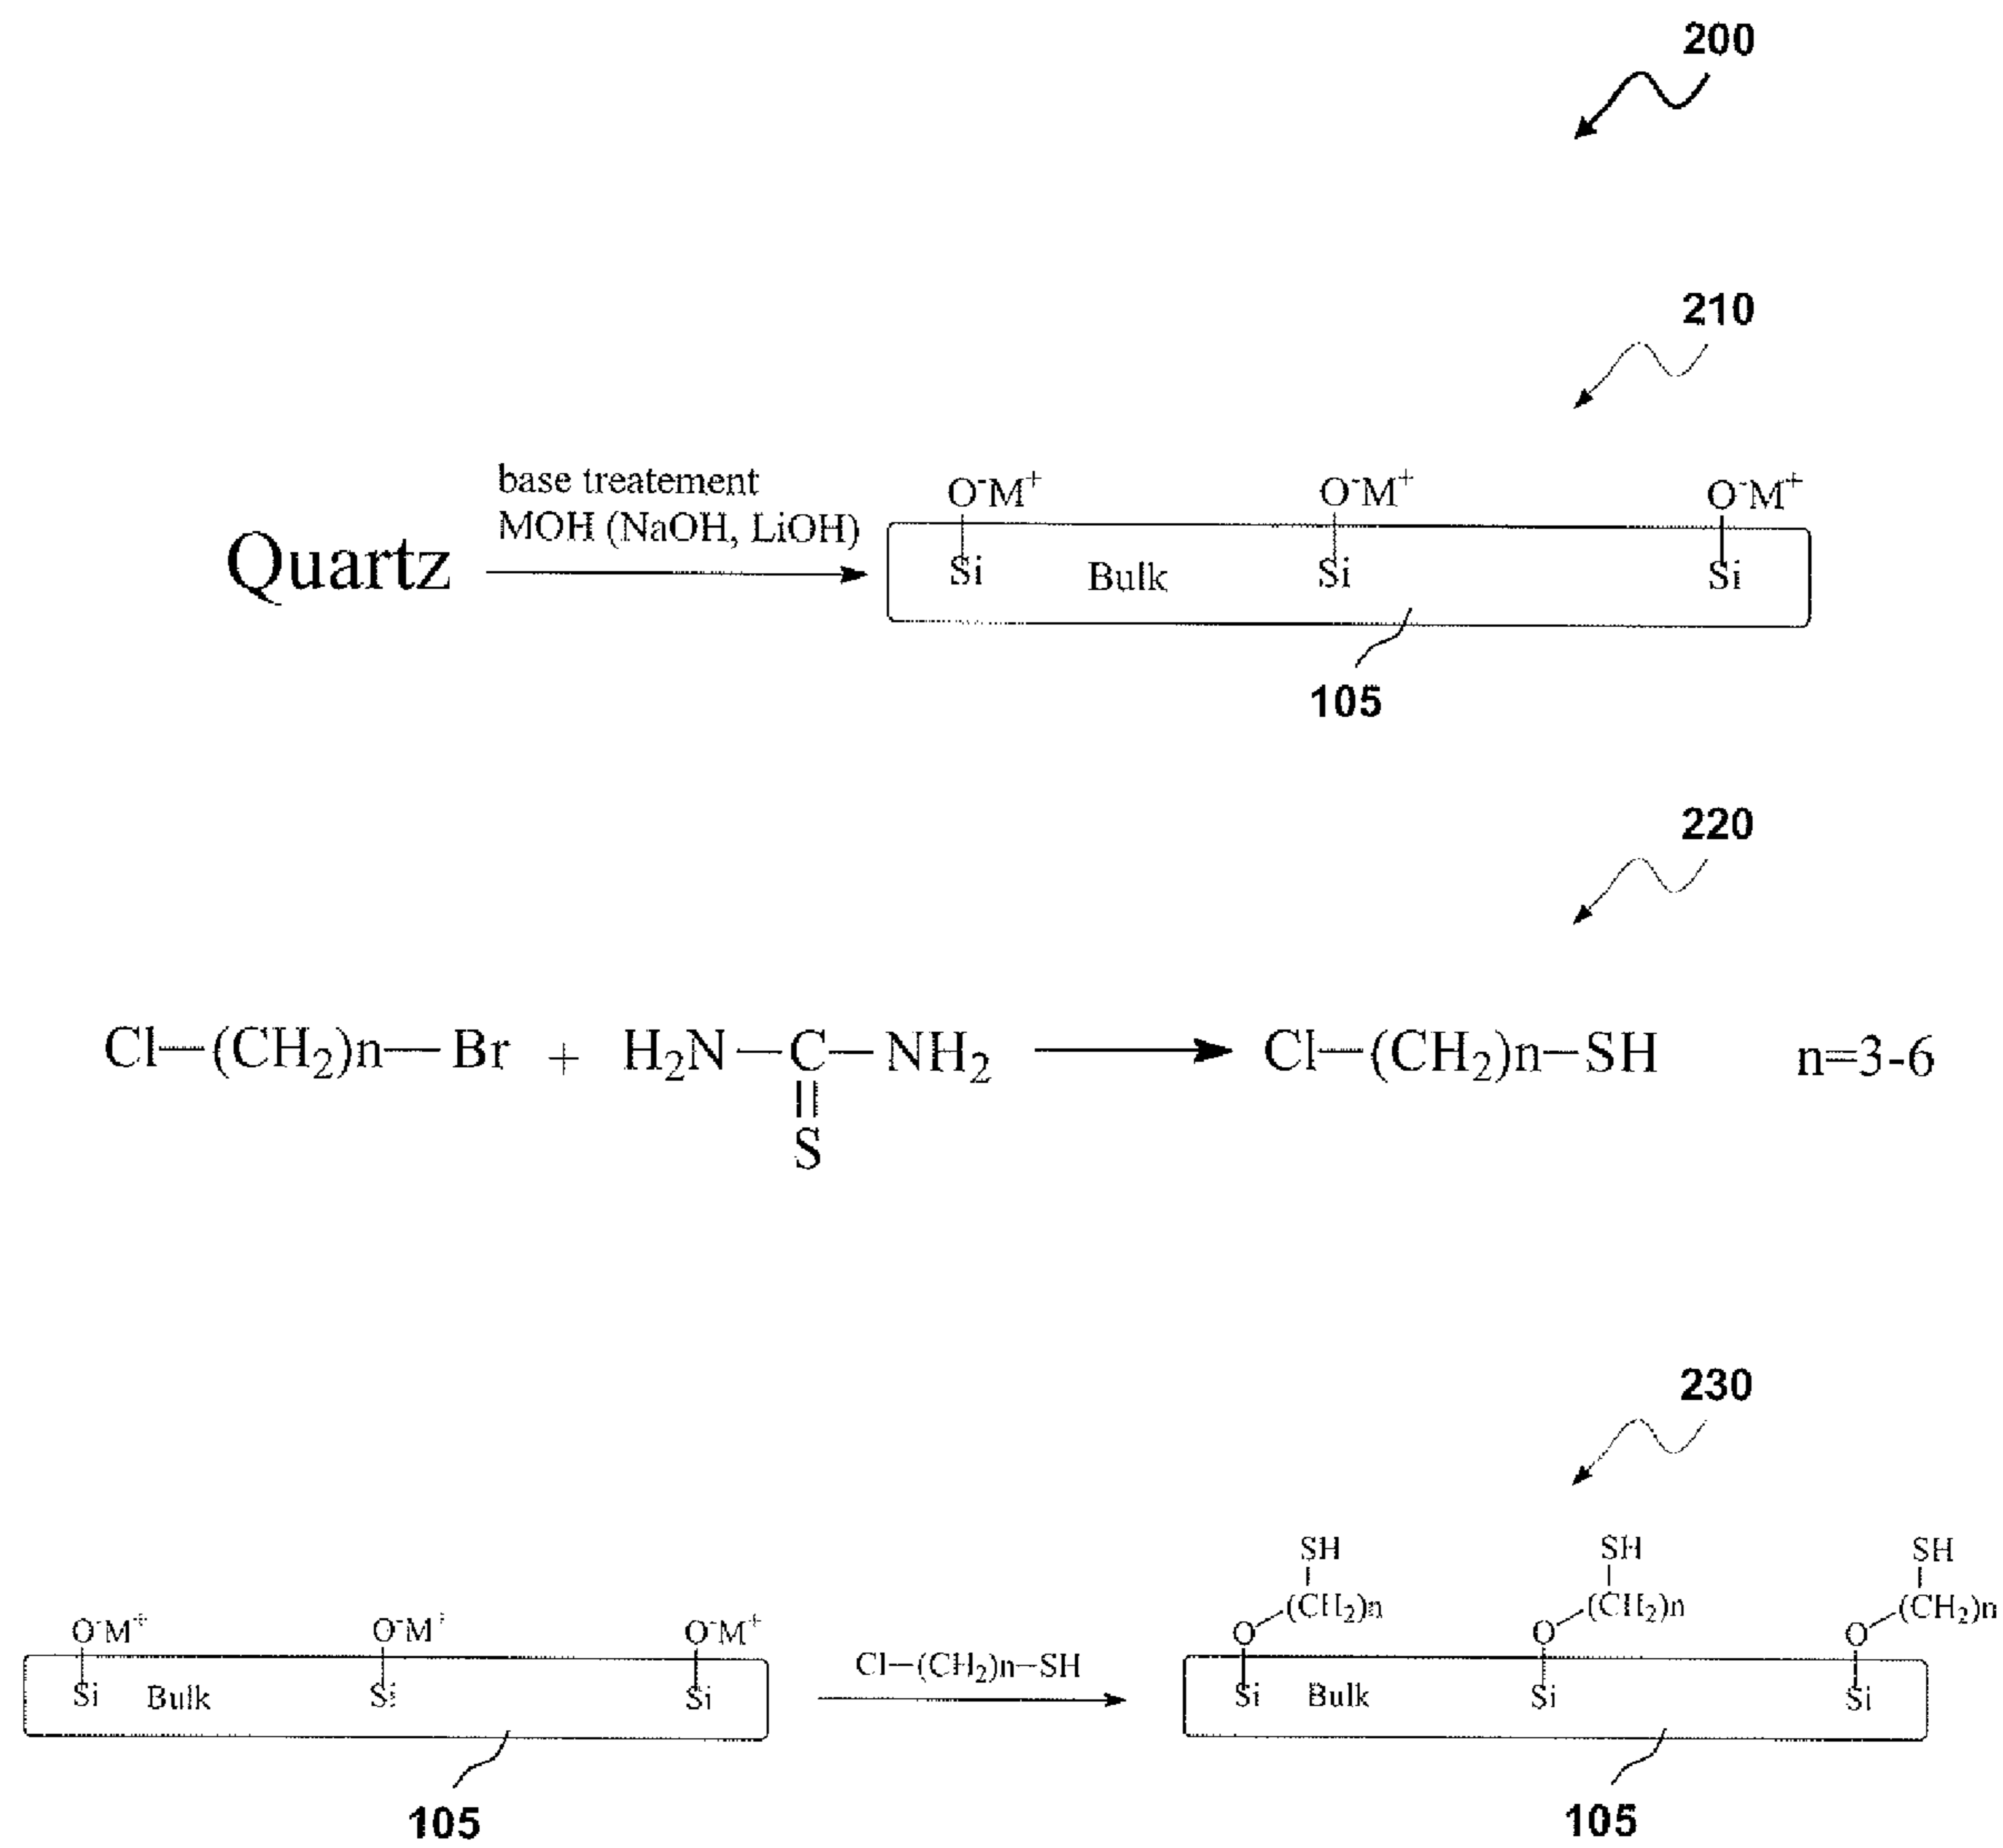 200
210
base treatement
MOH (NaOH, LiOH)
Quartz
O⁻M⁺ O⁻M⁺ O⁻M⁺
Si Bulk Si Si
105
220
Cl—(CH₂)n—Br + H₂N—C—NH₂ Cl—(CH₂)n—SH n=3-6
S
230
SH SH SH
(CH₂)n (CH₂)n (CH₂)n
O⁻M⁺ O⁻M⁺ O⁻M⁺ O O O
Cl—(CH₂)n—SH
Si Bulk Si Si Si Bulk Si Si
105 105